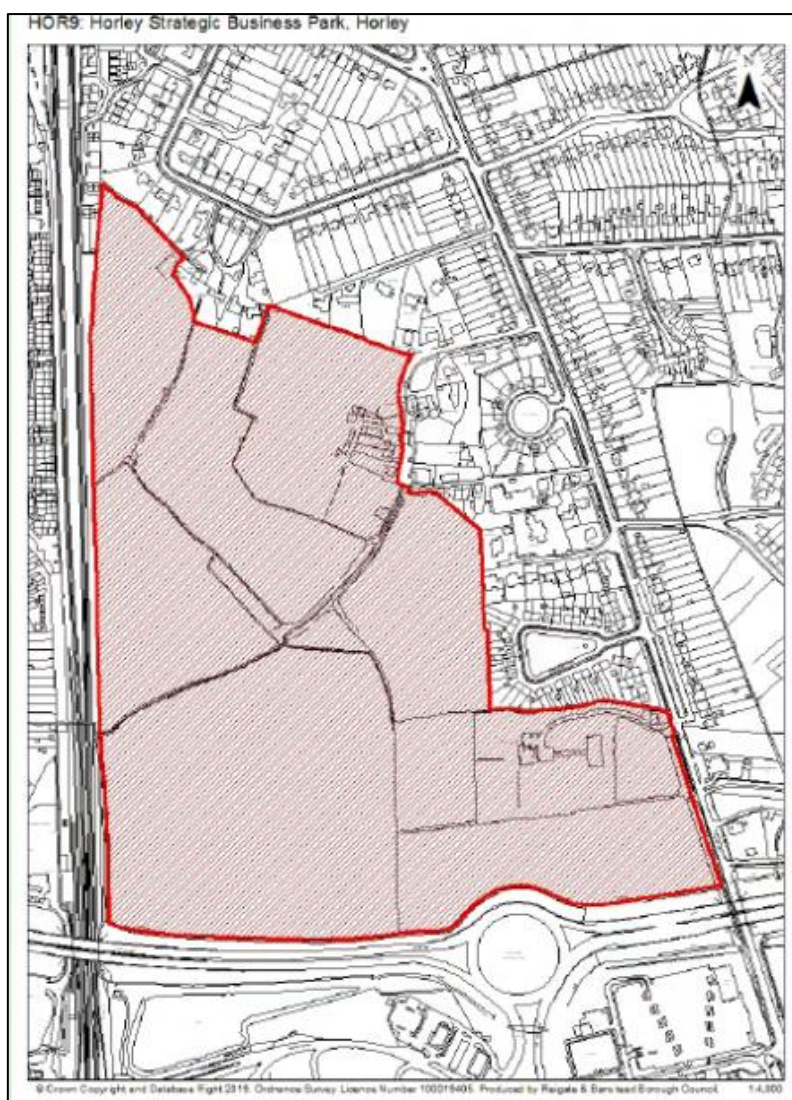 HOR9: Horley Strategic Business Park, Horley
N
© Crown Copyright and Database Right 2019. Ordnance Survey Licence Number 100019405. Produced by Reigate & Banstead Borough Council. 1:4,000